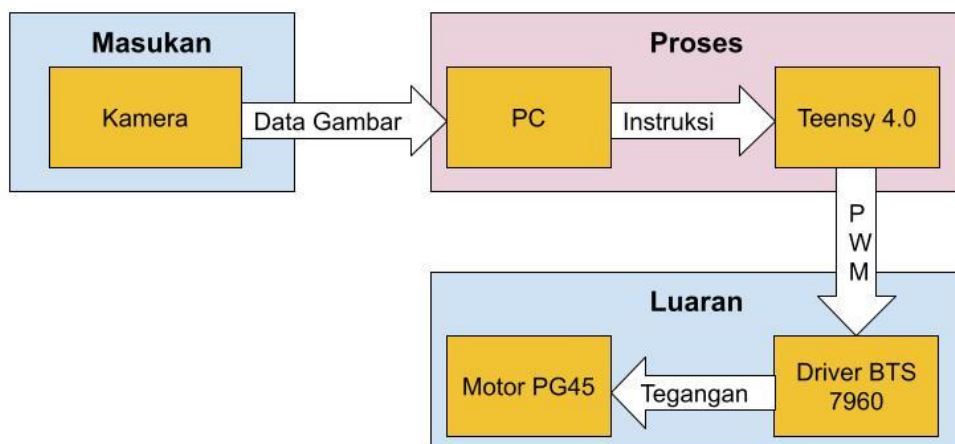 Masukan
Proses
Kamera
Data Gambar
PC
Instruksi
Teensy 4.0
P
W
M
Luaran
Motor PG45
Tegangan
Driver BTS
7960